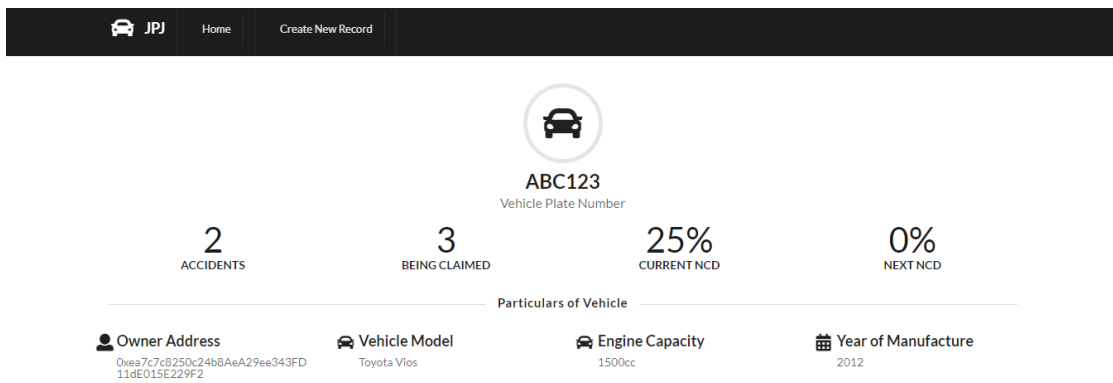 JPJ Home Create New Record
ABC123
Vehicle Plate Number
2 3 25% 0%
ACCIDENTS BEING CLAIMED CURRENT NCD NEXT NCD
Particulars of Vehicle
Owner Address Vehicle Model Engine Capacity Year of Manufacture
0xea7c7c8250c24b8AeA29ee343FD Toyota Vios 1500cc 2012
11dE015E229F2